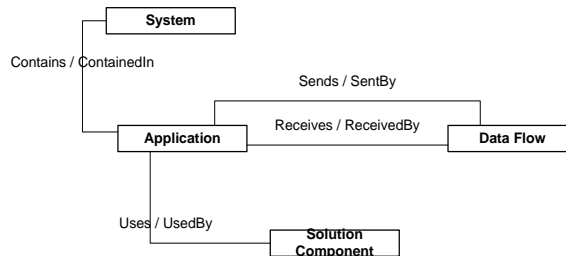 System
Contains / ContainedIn
Sends / SentBy
Receives / ReceivedBy
Application
Data Flow
Uses / UsedBy
Solution
Component